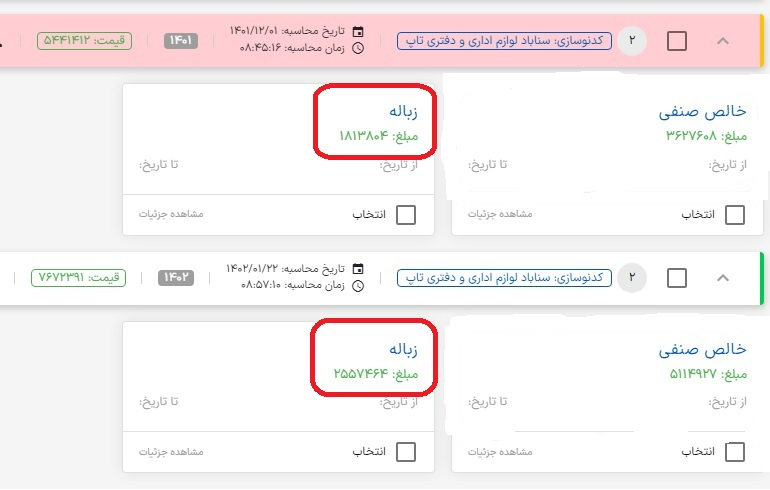 ۲
کدنوسازی: سناباد لوازم اداری و دفتری تاپ
تاریخ محاسبه: ۱۴۰۱/۱۲/۰۱
زمان محاسبه: ۰۸:۴۵:۱۶
۱۴۰۱
قیمت: ۵۴۴۱۴۱۲
خالص صنفی
مبلغ: ۳۶۲۷۶۰۸
از تاریخ: تا تاریخ:
انتخاب مشاهده جزئیات
زباله
مبلغ: ۱۸۱۳۸۰۴
از تاریخ: تا تاریخ:
انتخاب مشاهده جزئیات
۲
کدنوسازی: سناباد لوازم اداری و دفتری تاپ
تاریخ محاسبه: ۱۴۰۲/۰۱/۲۲
زمان محاسبه: ۰۸:۵۷:۱۰
۱۴۰۲
قیمت: ۷۶۷۲۳۹۱
خالص صنفی
مبلغ: ۵۱۱۴۹۲۷
از تاریخ: تا تاریخ:
انتخاب مشاهده جزئیات
زباله
مبلغ: ۲۵۵۷۴۶۴
از تاریخ: تا تاریخ:
انتخاب مشاهده جزئیات